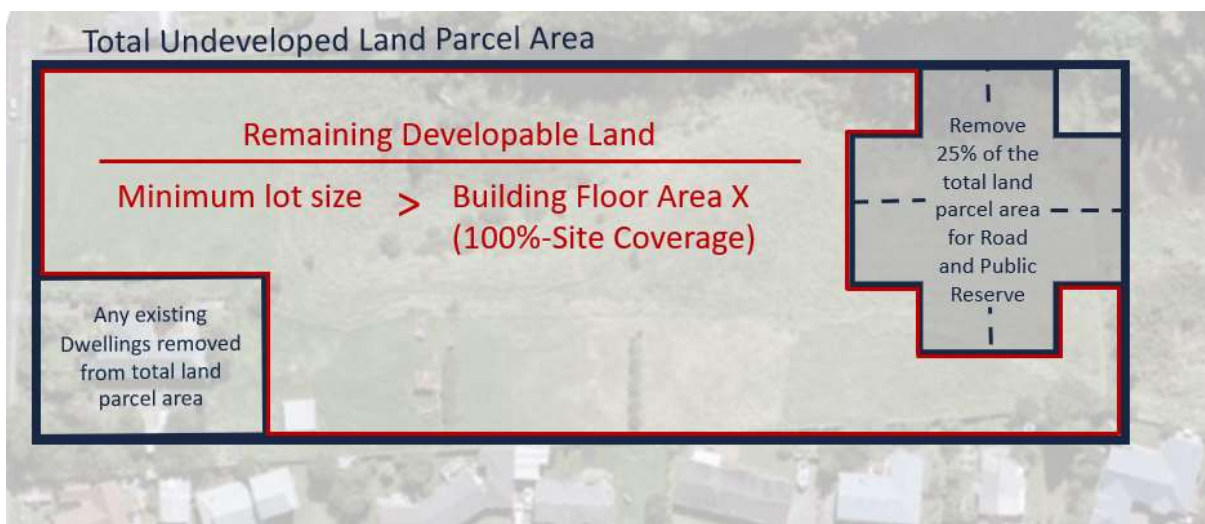 Total Undeveloped Land Parcel Area
Remaining Developable Land
Minimum lot size > Building Floor Area X
(100%-Site Coverage)
Remove
25% of the
total land
parcel area
for Road
and Public
Reserve
Any existing
Dwellings removed
from total land
parcel area